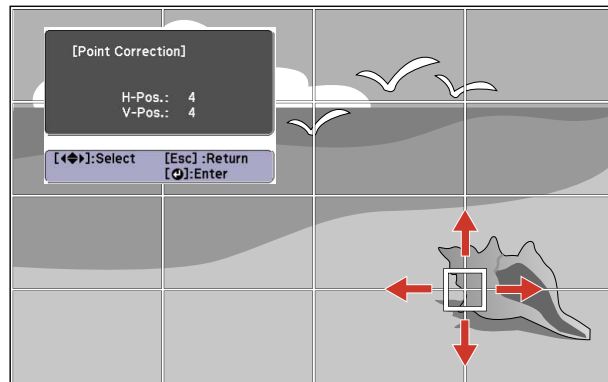 [Point Correction]
H-Pos.: 4
V-Pos.: 4
[◀◆▶]:Select [Esc] :Return
[↵]:Enter